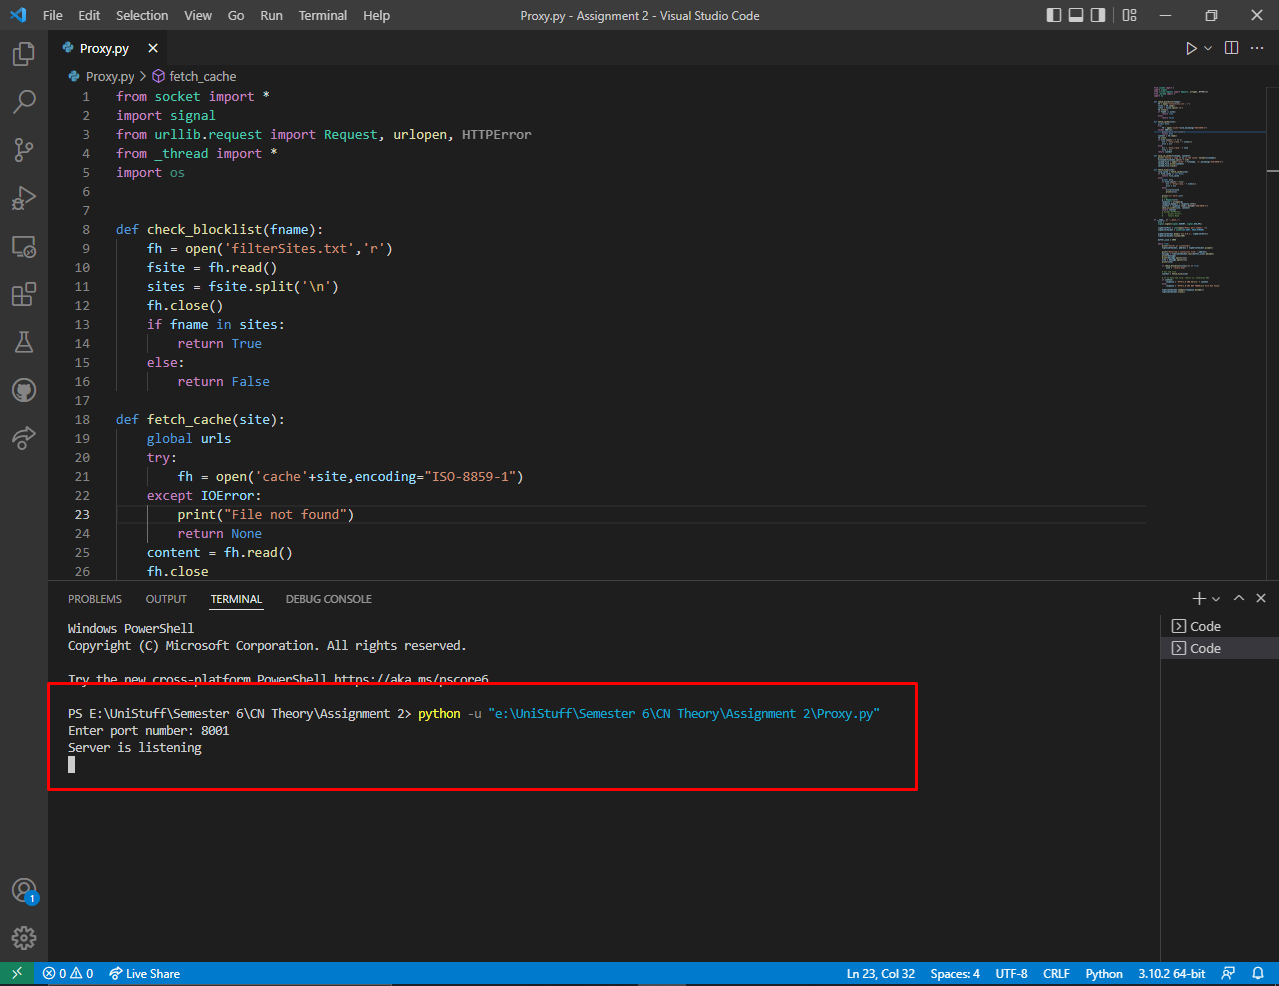 File Edit Selection View Go Run Terminal Help Proxy.py - Assignment 2 - Visual Studio Code
Proxy.py
Proxy.py > fetch_cache
1 from socket import *
2 import signal
3 from urllib.request import Request, urlopen, HTTPError
4 from _thread import *
5 import os
6
7
8 def check_blocklist(fname):
9     fh = open('filterSites.txt','r')
10     fsite = fh.read()
11     sites = fsite.split('\n')
12     fh.close()
13     if fname in sites:
14         return True
15     else:
16         return False
17
18 def fetch_cache(site):
19     global urls
20     try:
21         fh = open('cache'+site,encoding="ISO-8859-1")
22     except IOError:
23         print("File not found")
24         return None
25     content = fh.read()
26     fh.close
PROBLEMS OUTPUT TERMINAL DEBUG CONSOLE
Code
Code
Windows PowerShell
Copyright (C) Microsoft Corporation. All rights reserved.
Try the new cross-platform PowerShell https://aka.ms/pscore6
PS E:\UniStuff\Semester 6\CN Theory\Assignment 2> python -u "e:\UniStuff\Semester 6\CN Theory\Assignment 2\Proxy.py"
Enter port number: 8001
Server is listening
1
0 0 Live Share Ln 23, Col 32 Spaces: 4 UTF-8 CRLF Python 3.10.2 64-bit